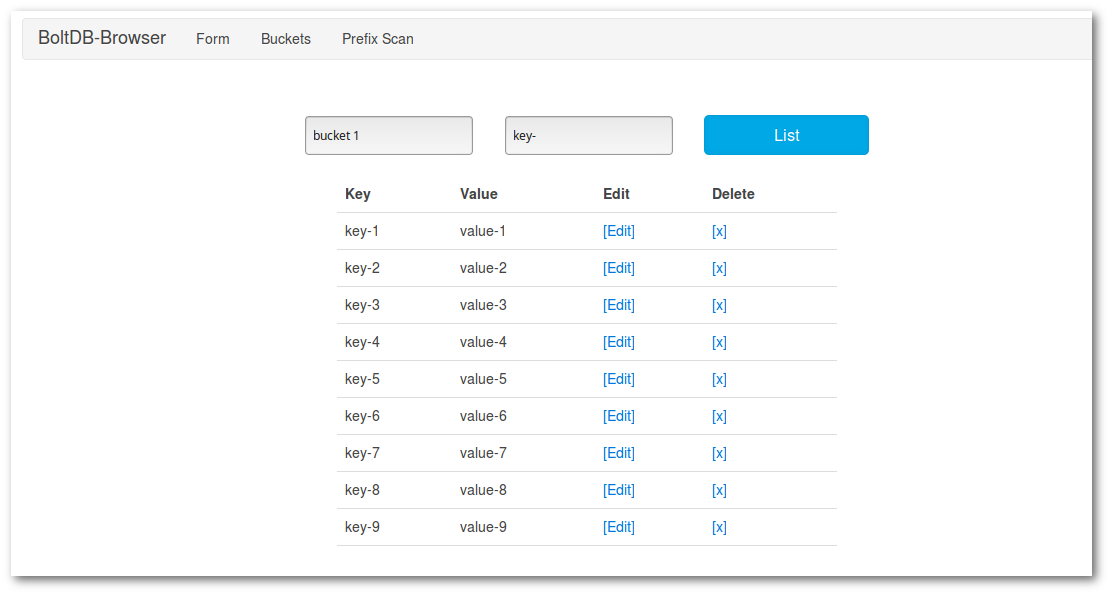 BoltDB-Browser Form Buckets Prefix Scan
bucket 1 key- List
Key Value Edit Delete
key-1 value-1 [Edit] [x]
key-2 value-2 [Edit] [x]
key-3 value-3 [Edit] [x]
key-4 value-4 [Edit] [x]
key-5 value-5 [Edit] [x]
key-6 value-6 [Edit] [x]
key-7 value-7 [Edit] [x]
key-8 value-8 [Edit] [x]
key-9 value-9 [Edit] [x]